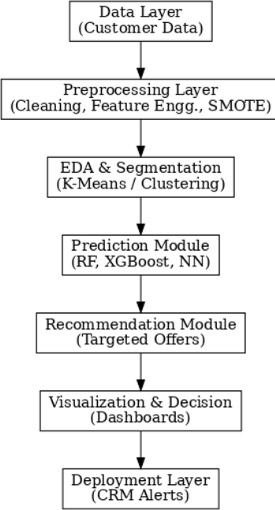 Data Layer
(Customer Data)
Preprocessing Layer
(Cleaning, Feature Engg., SMOTE)
EDA & Segmentation
(K-Means / Clustering)
Prediction Module
(RF, XGBoost, NN)
Recommendation Module
(Targeted Offers)
Visualization & Decision
(Dashboards)
Deployment Layer
(CRM Alerts)